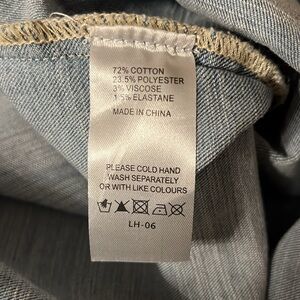 72% COTTON
23.5% POLYESTER
3% VISCOSE
1.5% ELASTANE
MADE IN CHINA
PLEASE COLD HAND
WASH SEPARATELY
OR WITH LIKE COLOURS
LH-06